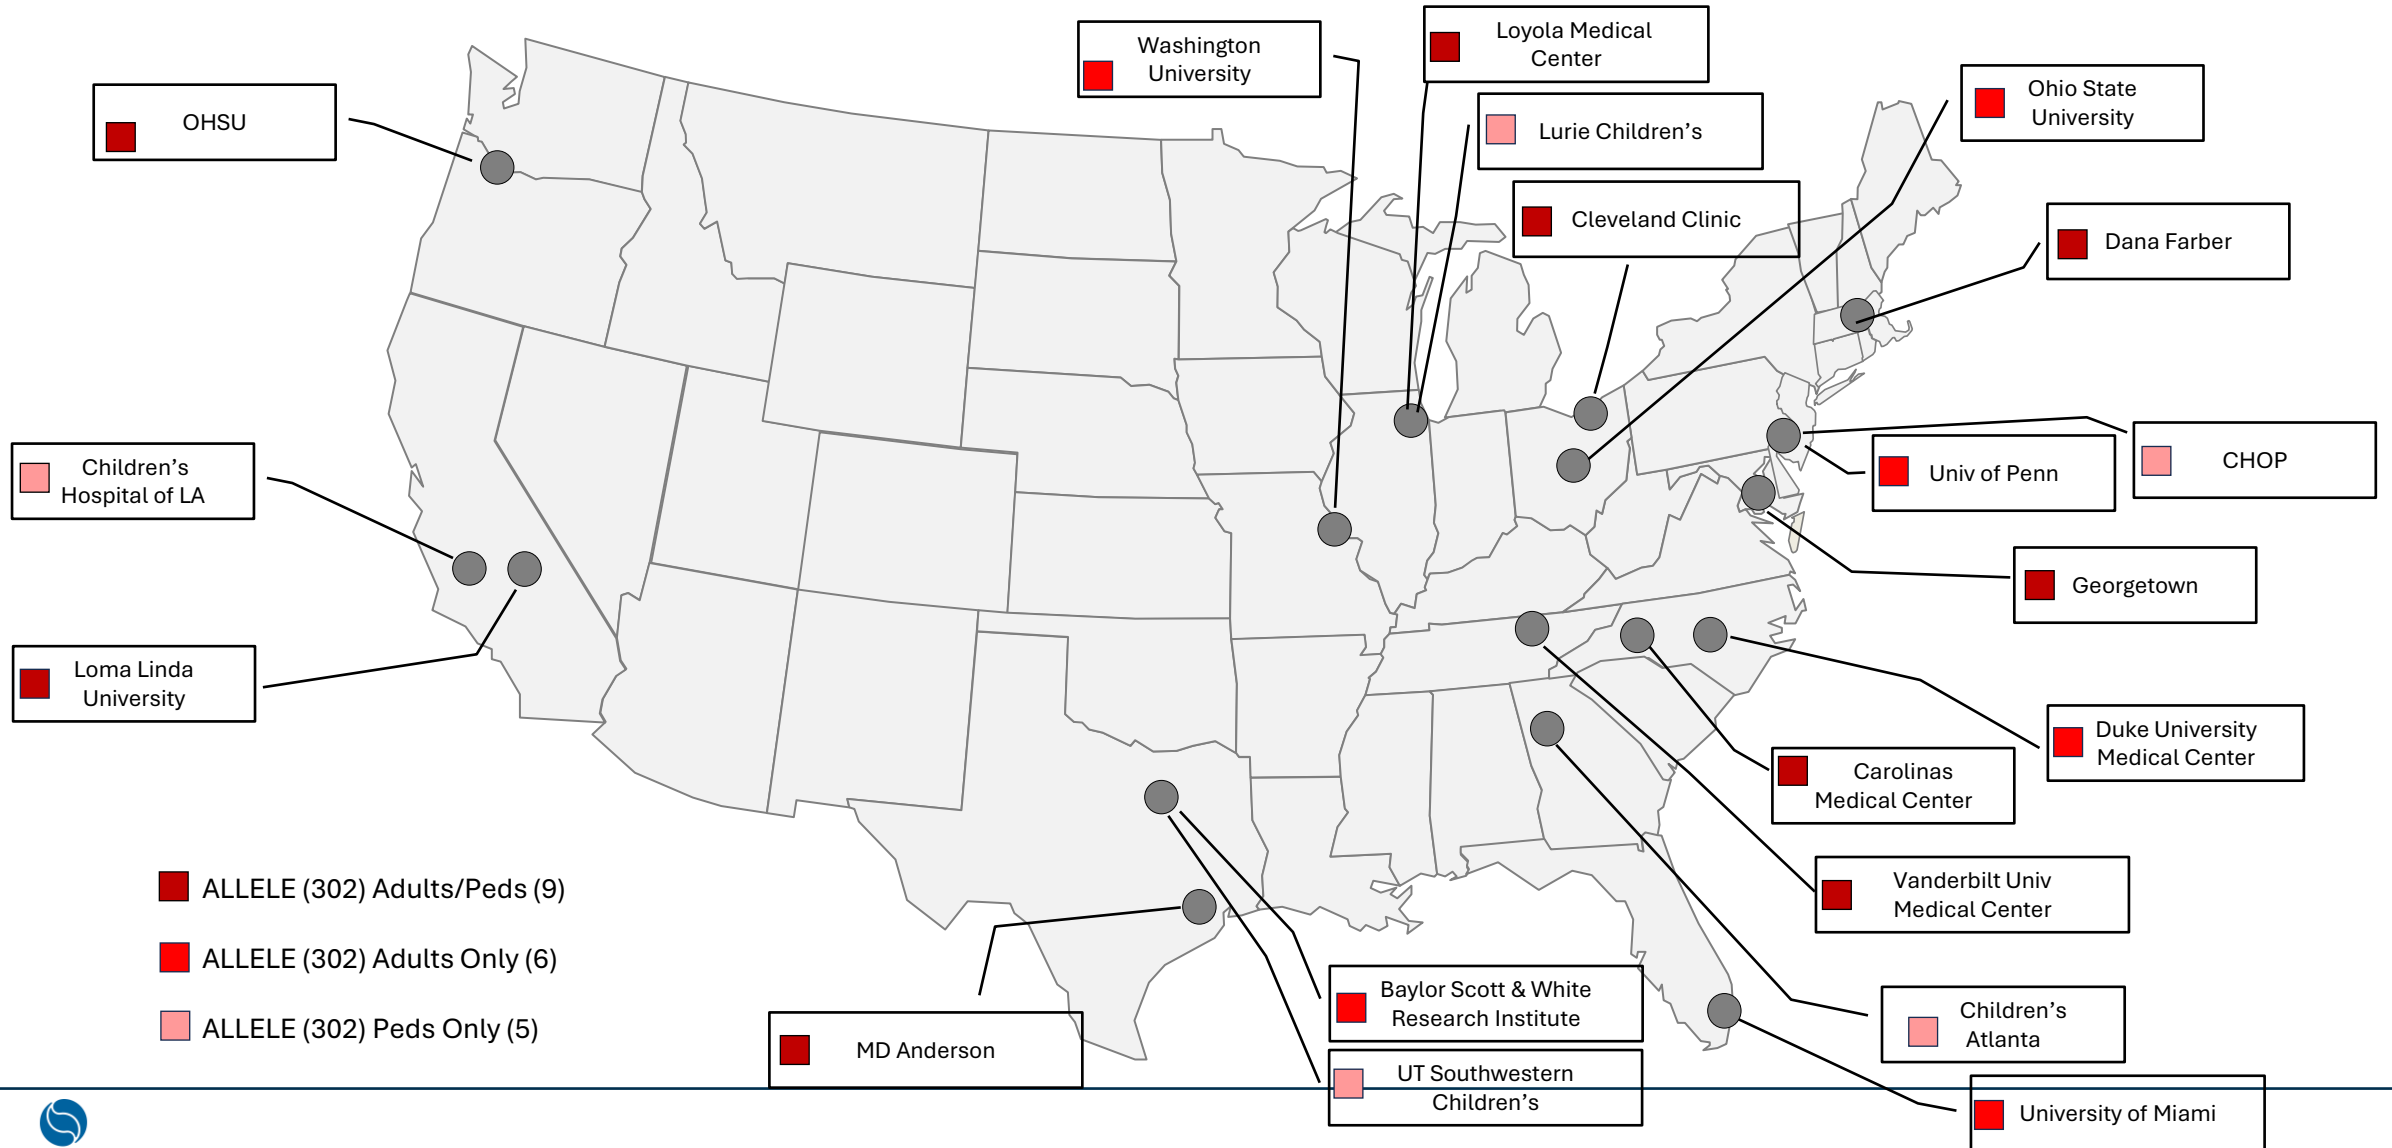 Washington
University
Loyola Medical
Center
Ohio State
University
OHSU
Lurie Children’s
Cleveland Clinic
Dana Farber
Children’s
Hospital of LA
Univ of Penn
CHOP
Georgetown
Loma Linda
University
Duke University
Medical Center
Carolinas
Medical Center
Vanderbilt Univ
Medical Center
ALLELE (302) Adults/Peds (9)
ALLELE (302) Adults Only (6)
ALLELE (302) Peds Only (5)
Baylor Scott & White
Research Institute
Children’s
Atlanta
MD Anderson
UT Southwestern
Children’s
University of Miami